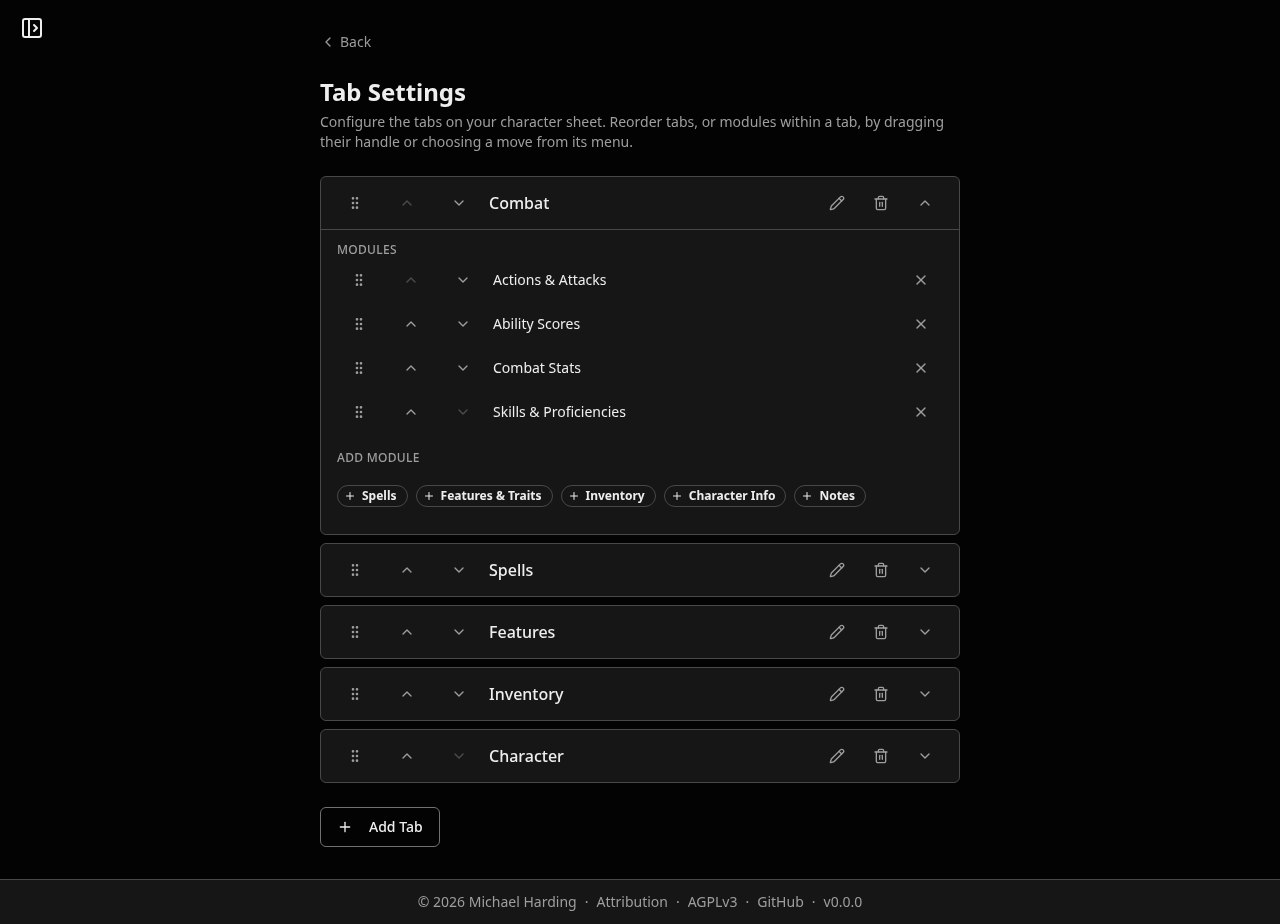 Back
Tab Settings
Configure the tabs on your character sheet. Reorder tabs, or modules within a tab, by dragging
their handle or choosing a move from its menu.
Combat
MODULES
Actions & Attacks
Ability Scores
Combat Stats
Skills & Proficiencies
ADD MODULE
Spells Features & Traits Inventory Character Info Notes
Spells
Features
Inventory
Character
Add Tab
© 2026 Michael Harding · Attribution · AGPLv3 · GitHub · v0.0.0